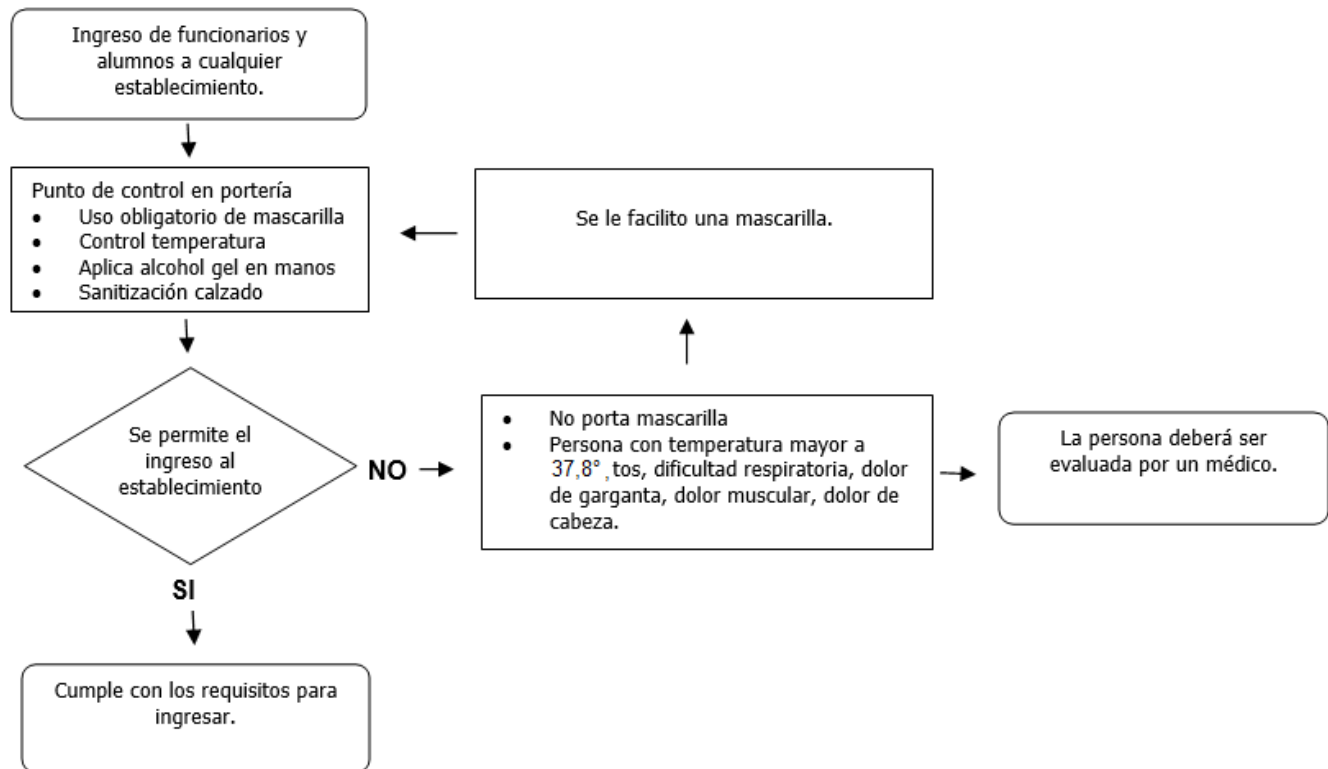 Ingreso de funcionarios y
alumnos a cualquier
establecimiento.
Punto de control en portería
• Uso obligatorio de mascarilla
• Control temperatura
• Aplica alcohol gel en manos
• Sanitización calzado
Se le facilito una mascarilla.
Se permite el
ingreso al
establecimiento
NO
• No porta mascarilla
• Persona con temperatura mayor a
37,8° , tos, dificultad respiratoria, dolor
de garganta, dolor muscular, dolor de
cabeza.
La persona deberá ser
evaluada por un médico.
SI
Cumple con los requisitos para
ingresar.